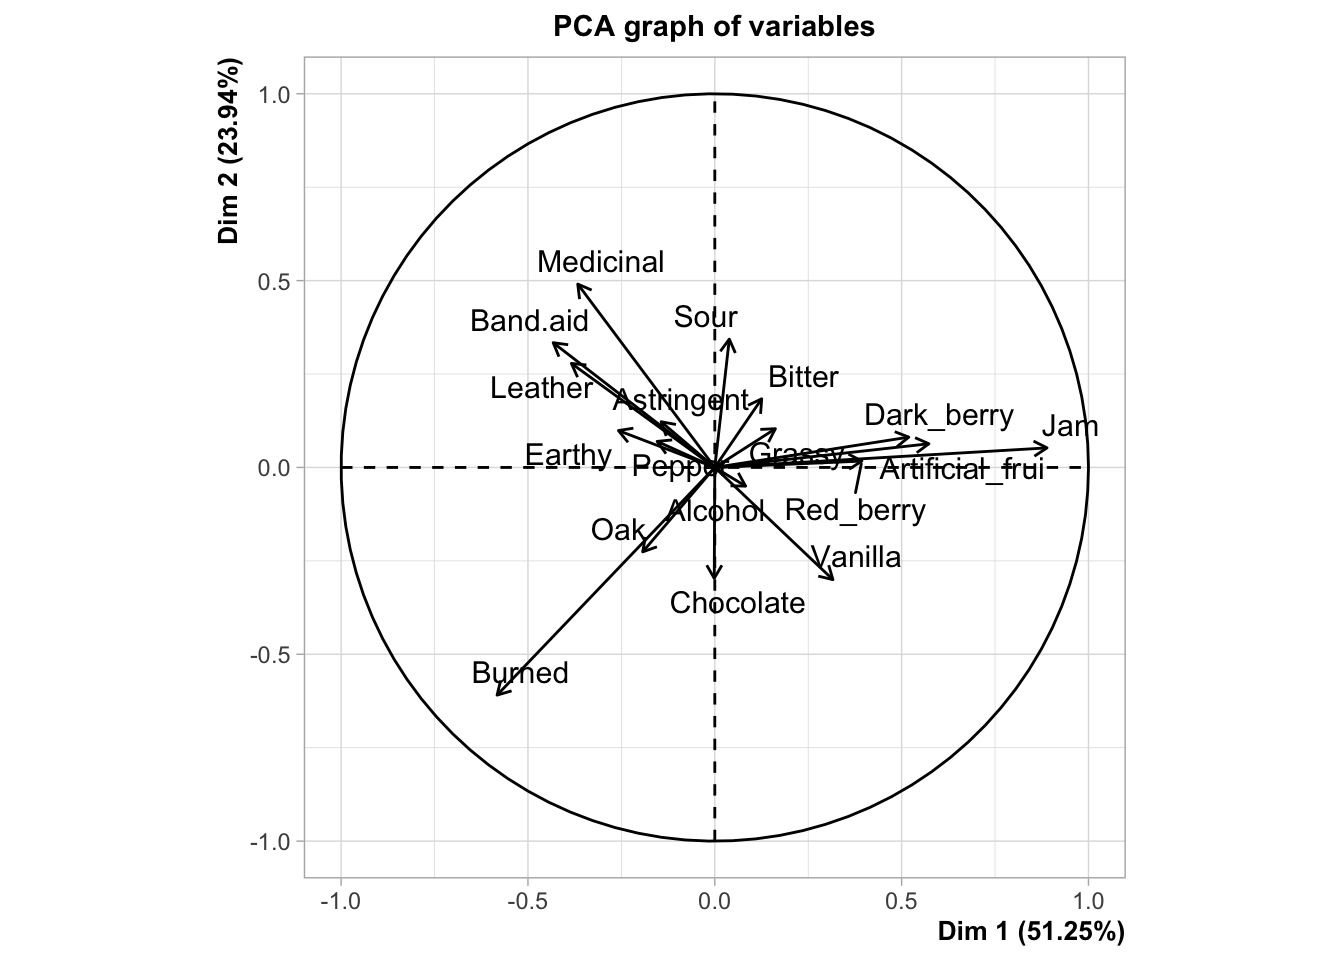 PCA graph of variables
Dim 2 (23.94%)
1.0
0.5
0.0
-0.5
-1.0
Medicinal
Sour
Band.aid
Bitter
Leather
Astringent
Dark_berry
Jam
Earthy
Peppe
Grassy
Artificial_frui
Alcohol
Red_berry
Oak
Vanilla
Chocolate
Burned
-1.0
-0.5
0.0
0.5
1.0
Dim 1 (51.25%)